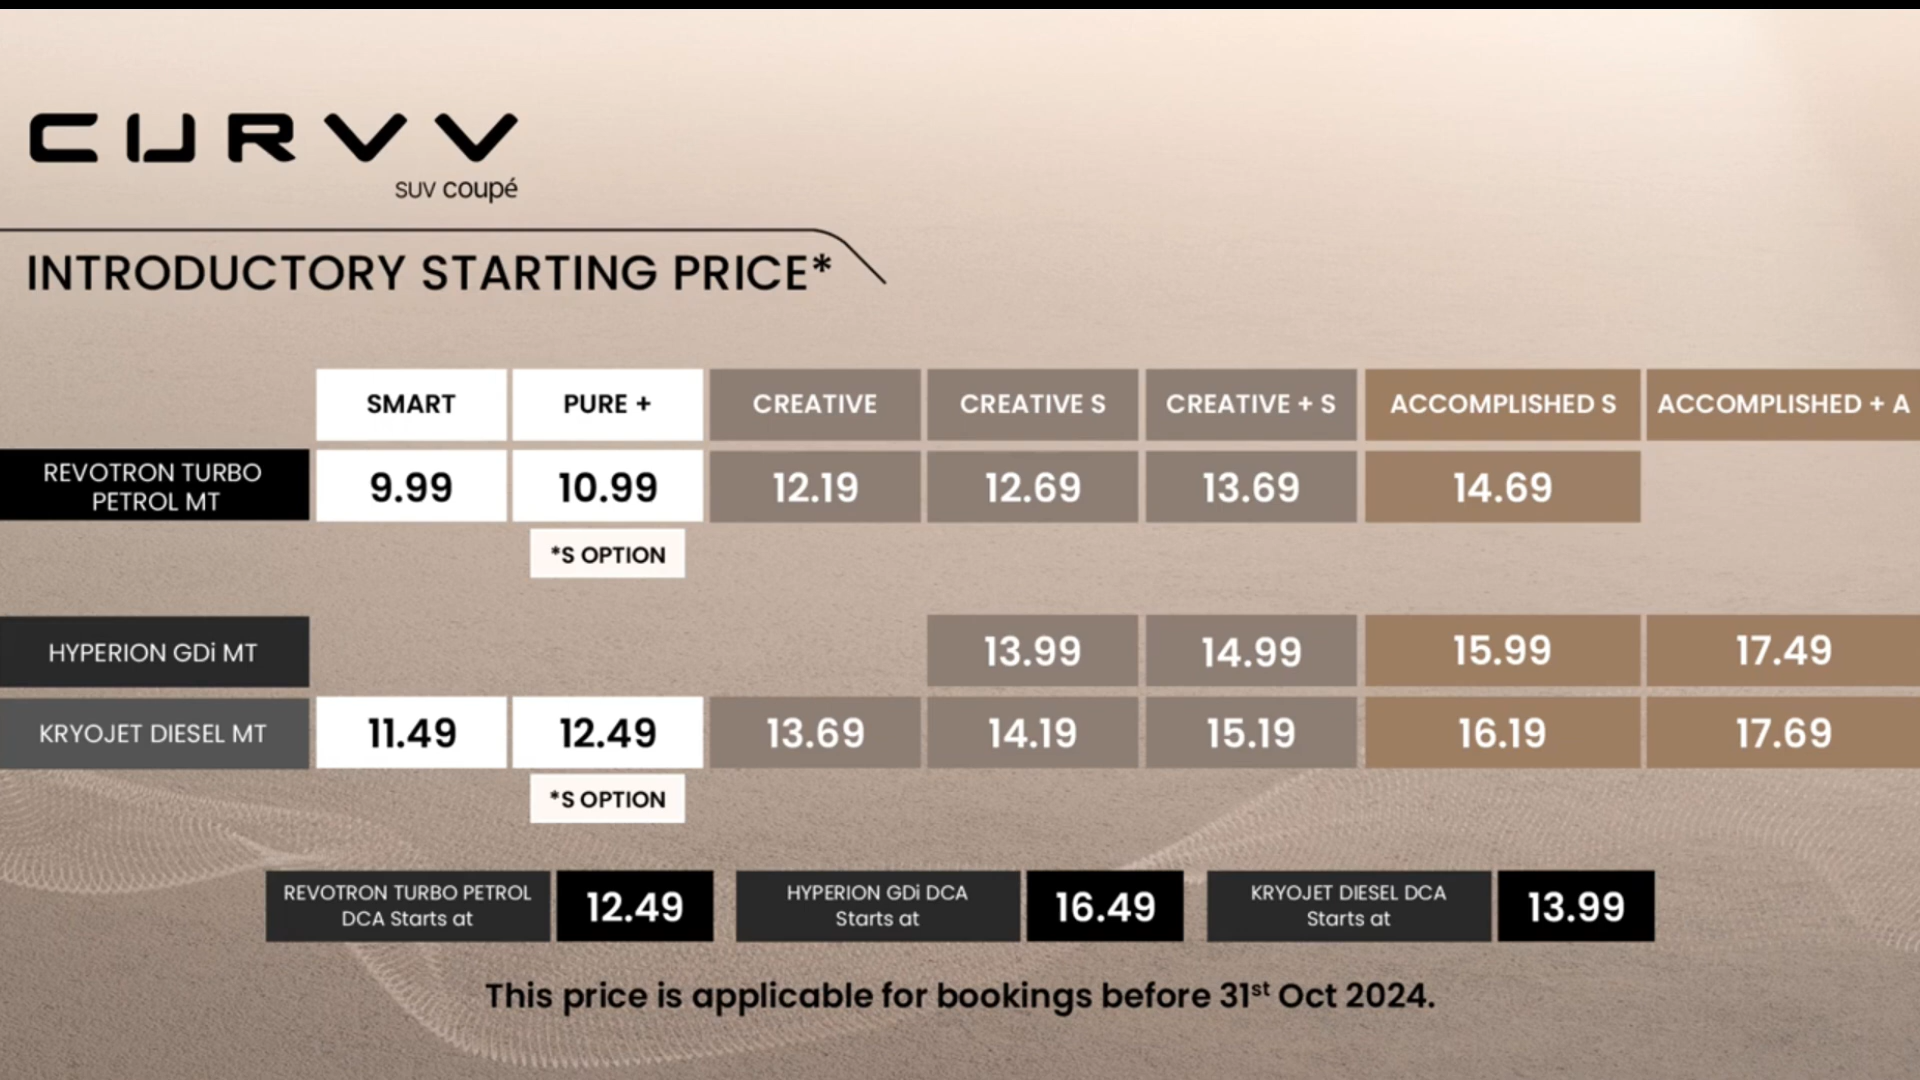 CURVV
SUV coupé
INTRODUCTORY STARTING PRICE*
SMART PURE + CREATIVE CREATIVE S CREATIVE + S ACCOMPLISHED S ACCOMPLISHED + A
REVOTRON TURBO
PETROL MT
9.99 10.99 12.19 12.69 13.69 14.69
*S OPTION
HYPERION GDi MT 13.99 14.99 15.99 17.49
KRYOJET DIESEL MT 11.49 12.49 13.69 14.19 15.19 16.19 17.69
*S OPTION
REVOTRON TURBO PETROL
DCA Starts at
12.49
HYPERION GDi DCA
Starts at
16.49
KRYOJET DIESEL DCA
Starts at
13.99
This price is applicable for bookings before 31st Oct 2024.